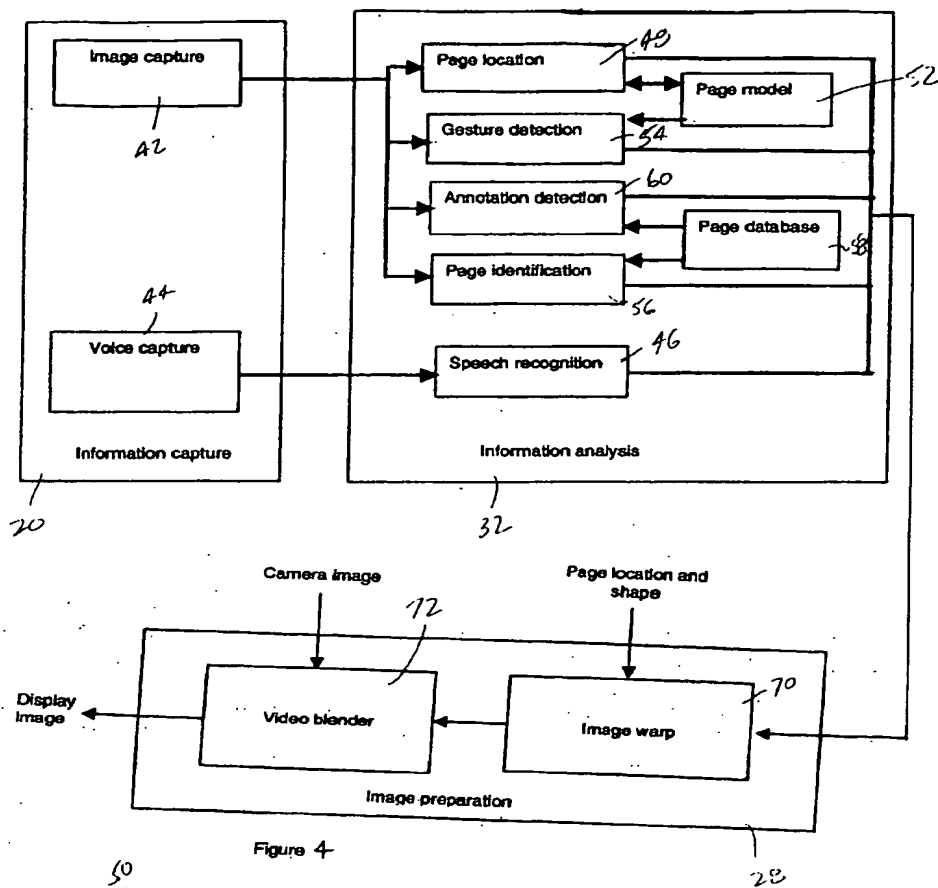 Image capture
42
44
Voice capture
Information capture
20
Page location
48
Page model
52
Gesture detection
54
Annotation detection
60
Page database
58
Page identification
56
Speech recognition
46
Information analysis
32
Camera image
Page location and
shape
72
Video blender
70
Image warp
Display
image
Image preparation
28
Figure 4
50